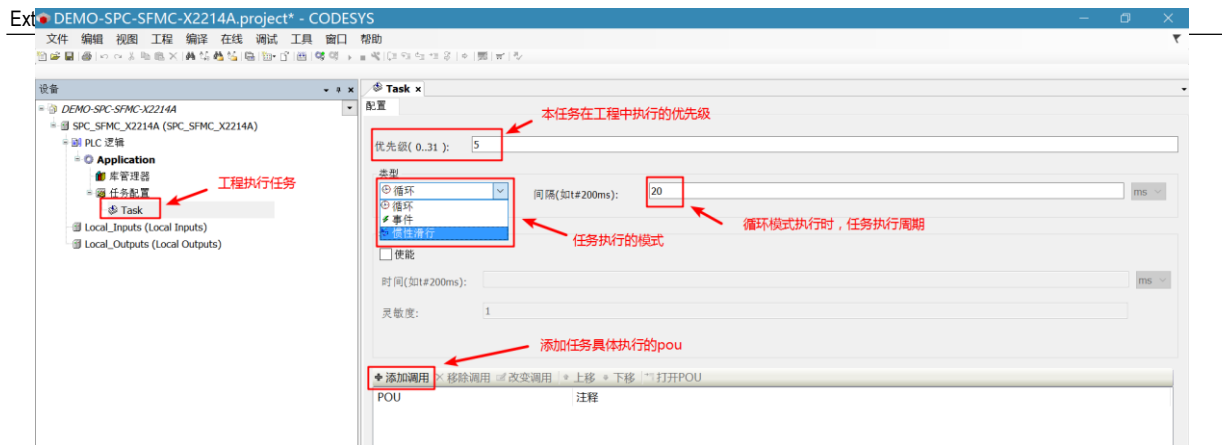 Ext
DEMO-SPC-SFMC-X2214A.project* - CODESYS
文件 编辑 视图 工程 编译 在线 调试 工具 窗口 帮助
设备
Task
DEMO-SPC-SFMC-X2214A
配置
本任务在工程中执行的优先级
SPC_SFMC_X2214A (SPC_SFMC_X2214A)
PLC 逻辑
优先级( 0..31 ): 5
Application
库管理器
类型
工程执行任务
任务配置
循环
间隔(如t#200ms): 20 ms
Task
循环
事件
Local_Inputs (Local Inputs)
惯性滑行
循环模式执行时，任务执行周期
Local_Outputs (Local Outputs)
任务执行的模式
使能
时间(如t#200ms): ms
灵敏度: 1
添加任务具体执行的pou
添加调用 移除调用 改变调用 上移 下移 打开POU
POU 注释